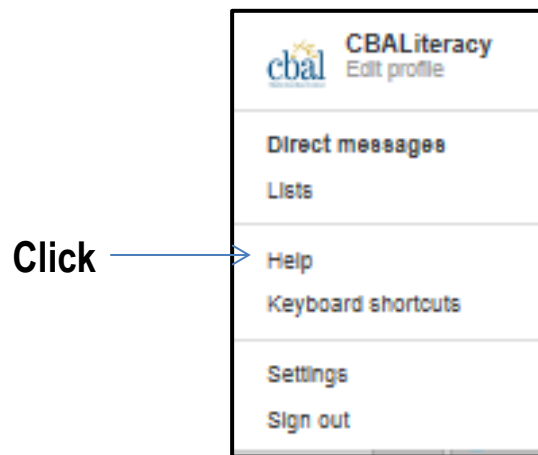 cbal
CBALiteracy
Edit profile
Direct messages
Lists
Click
Help
Keyboard shortcuts
Settings
Sign out